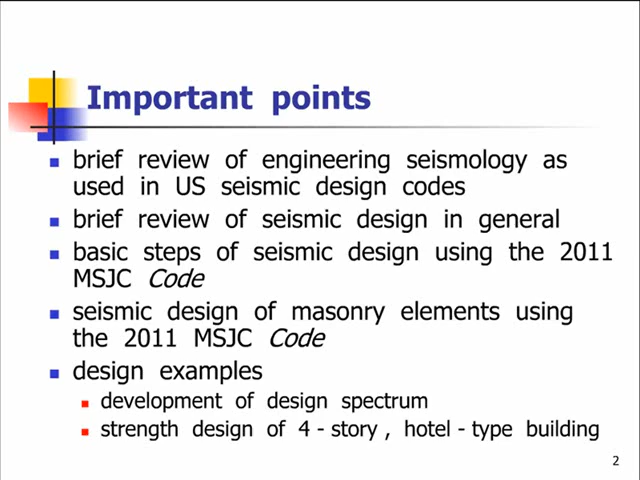 Important points
brief review of engineering seismology as
used in US seismic design codes
brief review of seismic design in general
basic steps of seismic design using the 2011
MSJC Code
seismic design of masonry elements using
the 2011 MSJC Code
design examples
development of design spectrum
strength design of 4 - story , hotel - type building
2